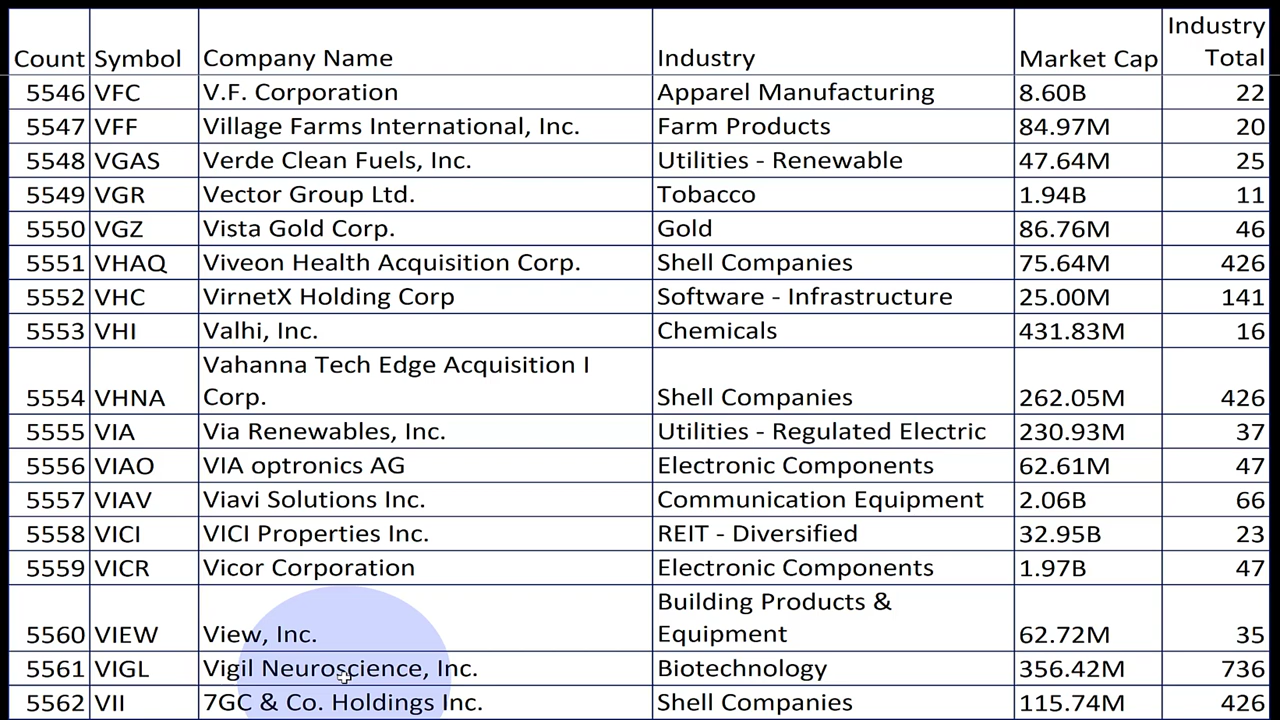 Count Symbol Company Name Industry Market Cap Industry Total
5546 VFC V.F. Corporation Apparel Manufacturing 8.60B 22
5547 VFF Village Farms International, Inc. Farm Products 84.97M 20
5548 VGAS Verde Clean Fuels, Inc. Utilities - Renewable 47.64M 25
5549 VGR Vector Group Ltd. Tobacco 1.94B 11
5550 VGZ Vista Gold Corp. Gold 86.76M 46
5551 VHAQ Viveon Health Acquisition Corp. Shell Companies 75.64M 426
5552 VHC VirnetX Holding Corp Software - Infrastructure 25.00M 141
5553 VHI Valhi, Inc. Chemicals 431.83M 16
5554 VHNA Vahanna Tech Edge Acquisition I Corp. Shell Companies 262.05M 426
5555 VIA Via Renewables, Inc. Utilities - Regulated Electric 230.93M 37
5556 VIAO VIA optronics AG Electronic Components 62.61M 47
5557 VIAV Viavi Solutions Inc. Communication Equipment 2.06B 66
5558 VICI VICI Properties Inc. REIT - Diversified 32.95B 23
5559 VICR Vicor Corporation Electronic Components 1.97B 47
5560 VIEW View, Inc. Building Products & Equipment 62.72M 35
5561 VIGL Vigil Neuroscience, Inc. Biotechnology 356.42M 736
5562 VII 7GC & Co. Holdings Inc. Shell Companies 115.74M 426